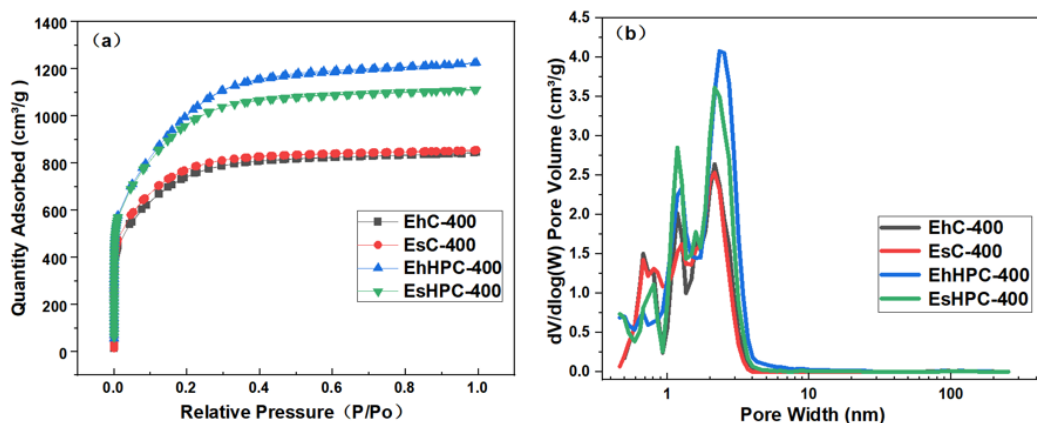 (a)
Quantity Adsorbed (cm³/g)
1400
1200
1000
800
600
400
200
0
EhC-400
EsC-400
EhHPC-400
EsHPC-400
0.0 0.2 0.4 0.6 0.8 1.0
Relative Pressure（P/Po）
(b)
dV/dlog(W) Pore Volume (cm³/g)
4.5
4.0
3.5
3.0
2.5
2.0
1.5
1.0
0.5
0.0
EhC-400
EsC-400
EhHPC-400
EsHPC-400
1 10 100
Pore Width (nm)